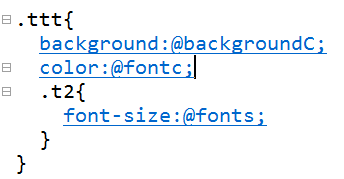 .ttt{
background:@backgroundC;
color:@fontc;
.t2{
font-size:@fonts;
}
}